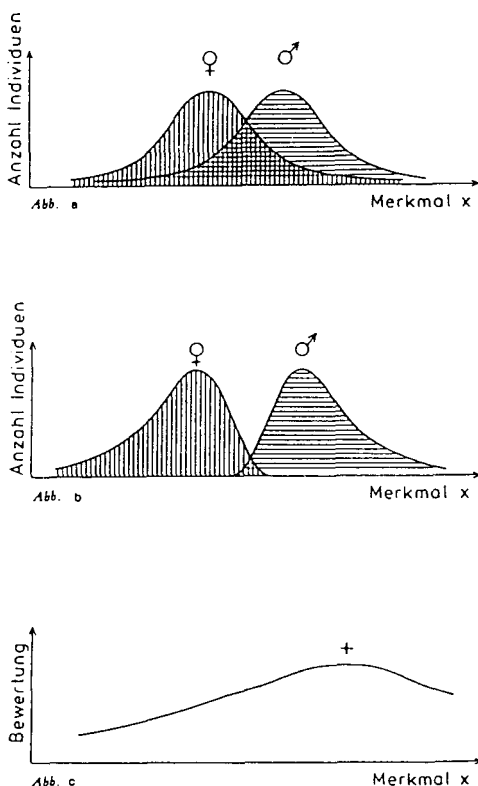 ♀ ♂
Anzahl Individuen
Abb. a
Merkmal x
♀ ♂
Anzahl Individuen
Abb. b
Merkmal x
+
Bewertung
Abb. c
Merkmal x